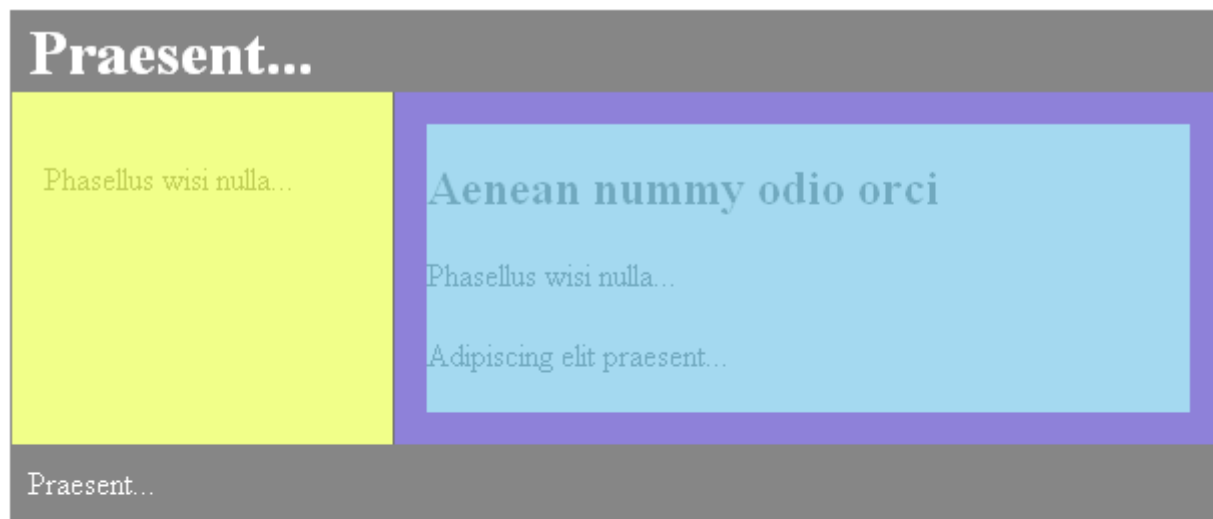 Praesent...
Phasellus wisi nulla...
Aenean nummy odio orci
Phasellus wisi nulla...
Adipiscing elit praesent...
Praesent...